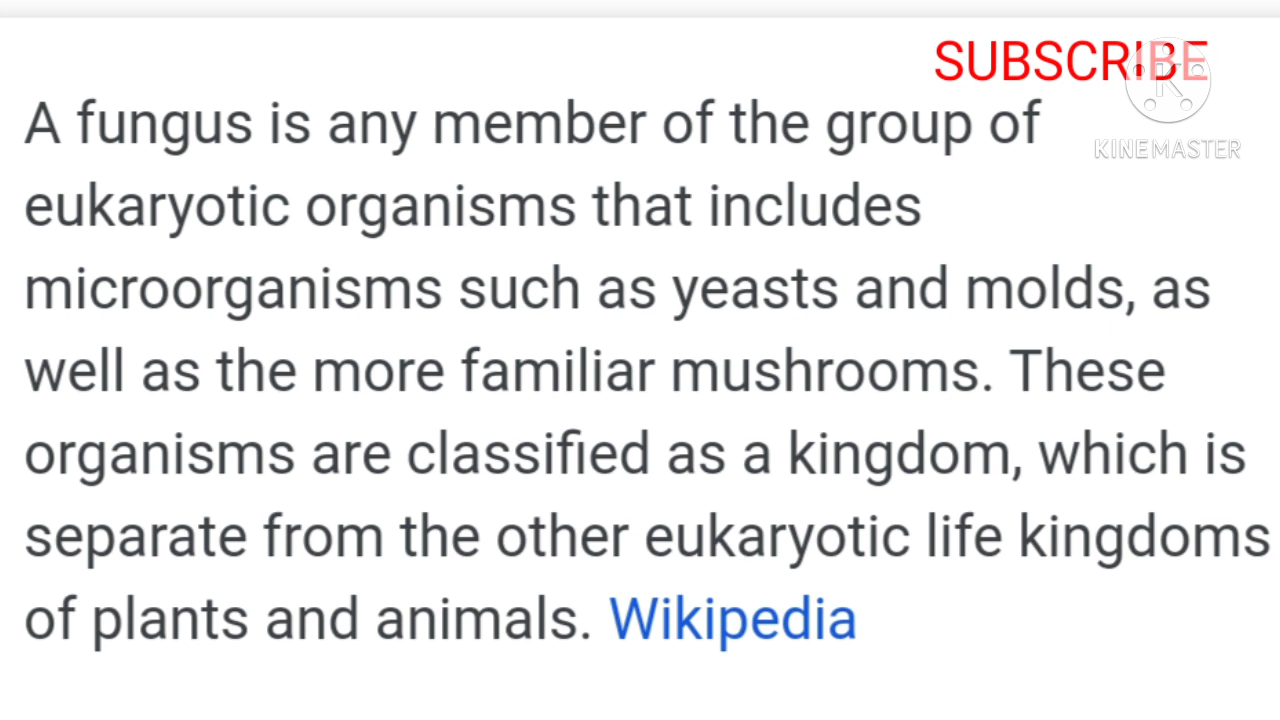 SUBSCRIBE
K
A fungus is any member of the group of
KINEMASTER
eukaryotic organisms that includes
microorganisms such as yeasts and molds, as
well as the more familiar mushrooms. These
organisms are classified as a kingdom, which is
separate from the other eukaryotic life kingdoms
of plants and animals. Wikipedia